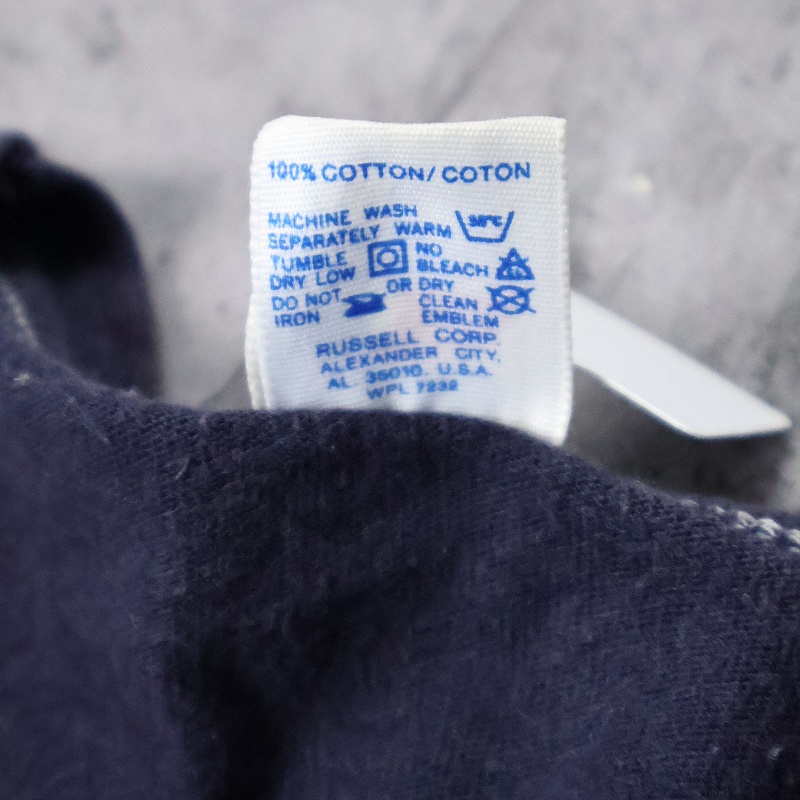 100% COTTON/COTON
MACHINE WASH
SEPARATELY WARM
38°C
TUMBLE
DRY LOW
NO
BLEACH
DO NOT
IRON
OR DRY
CLEAN
EMBLEM
RUSSELL CORP.
ALEXANDER CITY,
AL. 35010. U.S.A.
WPL 7232